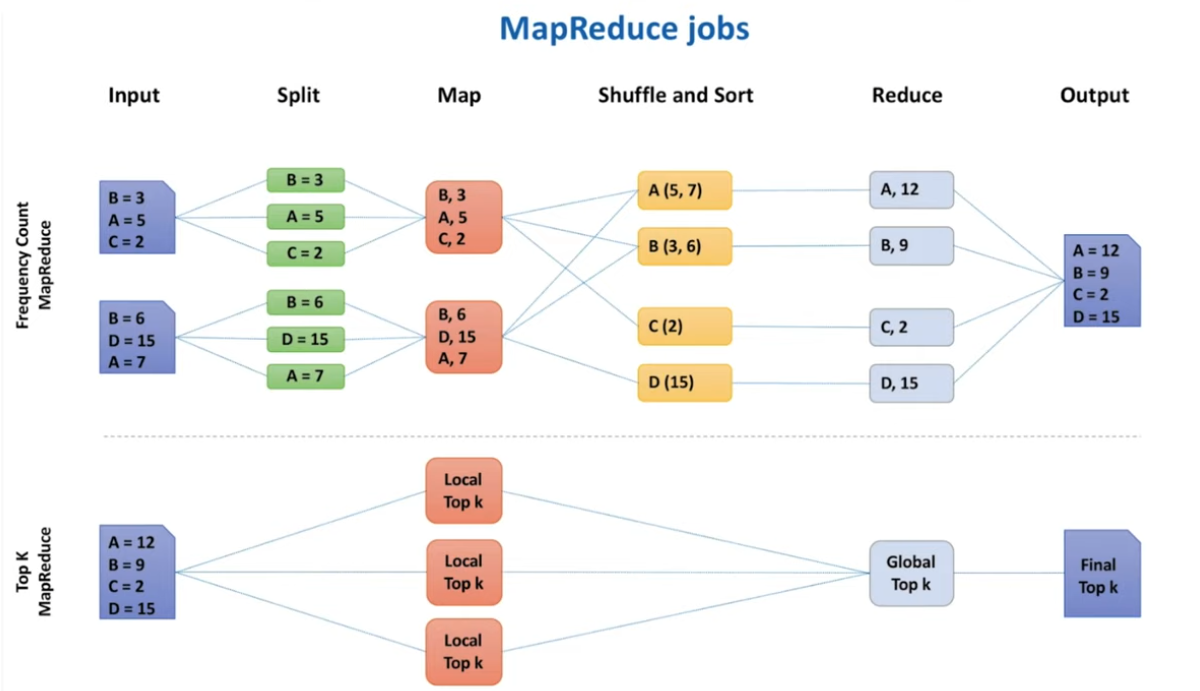 MapReduce jobs
Input
Split
Map
Shuffle and Sort
Reduce
Output
Frequency Count
MapReduce
B = 3
A = 5
C = 2
B = 6
D = 15
A = 7
B = 3
A = 5
C = 2
B = 6
D = 15
A = 7
B, 3
A, 5
C, 2
B, 6
D, 15
A, 7
A (5, 7)
B (3, 6)
C (2)
D (15)
A, 12
B, 9
C, 2
D, 15
A = 12
B = 9
C = 2
D = 15
Top K
MapReduce
A = 12
B = 9
C = 2
D = 15
Local
Top k
Local
Top k
Local
Top k
Global
Top k
Final
Top k